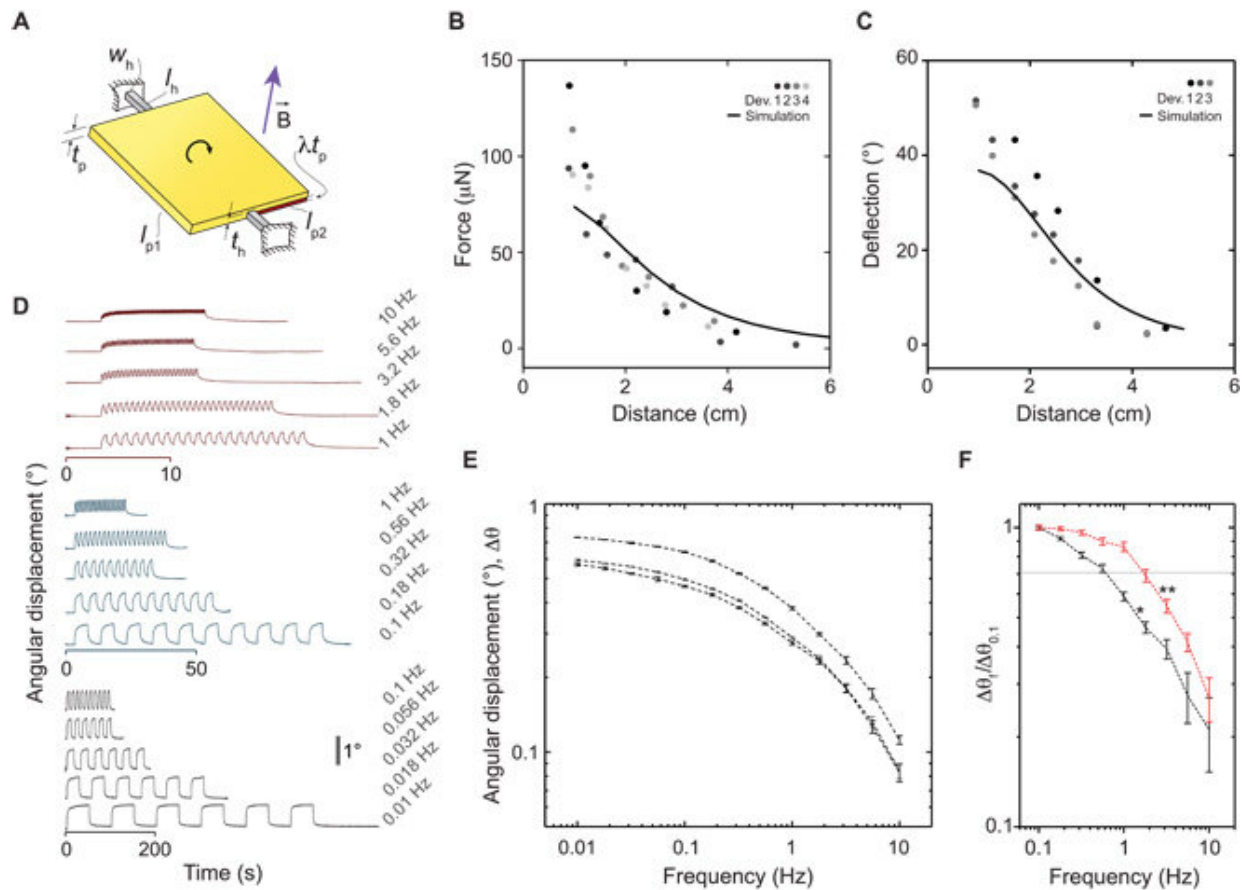 A
w_h
l_h
B
t_p
λt_p
l_p1
t_h
l_p2
B
150
100
50
0
Force (μN)
Dev. 1 2 3 4
Simulation
0
2
4
6
Distance (cm)
C
60
40
20
0
Deflection (°)
Dev. 1 2 3
Simulation
0
2
4
6
Distance (cm)
D
Angular displacement (°)
10 Hz
5.6 Hz
3.2 Hz
1.8 Hz
1 Hz
0
10
1 Hz
0.56 Hz
0.32 Hz
0.18 Hz
0.1 Hz
0
50
0.1 Hz
0.056 Hz
0.032 Hz
0.018 Hz
0.01 Hz
1°
0
200
Time (s)
E
1
0.1
Angular displacement (°), Δθ
0.01
0.1
1
10
Frequency (Hz)
F
1
0.1
Δθ_f/Δθ_0.1
*
**
0.1
1
10
Frequency (Hz)